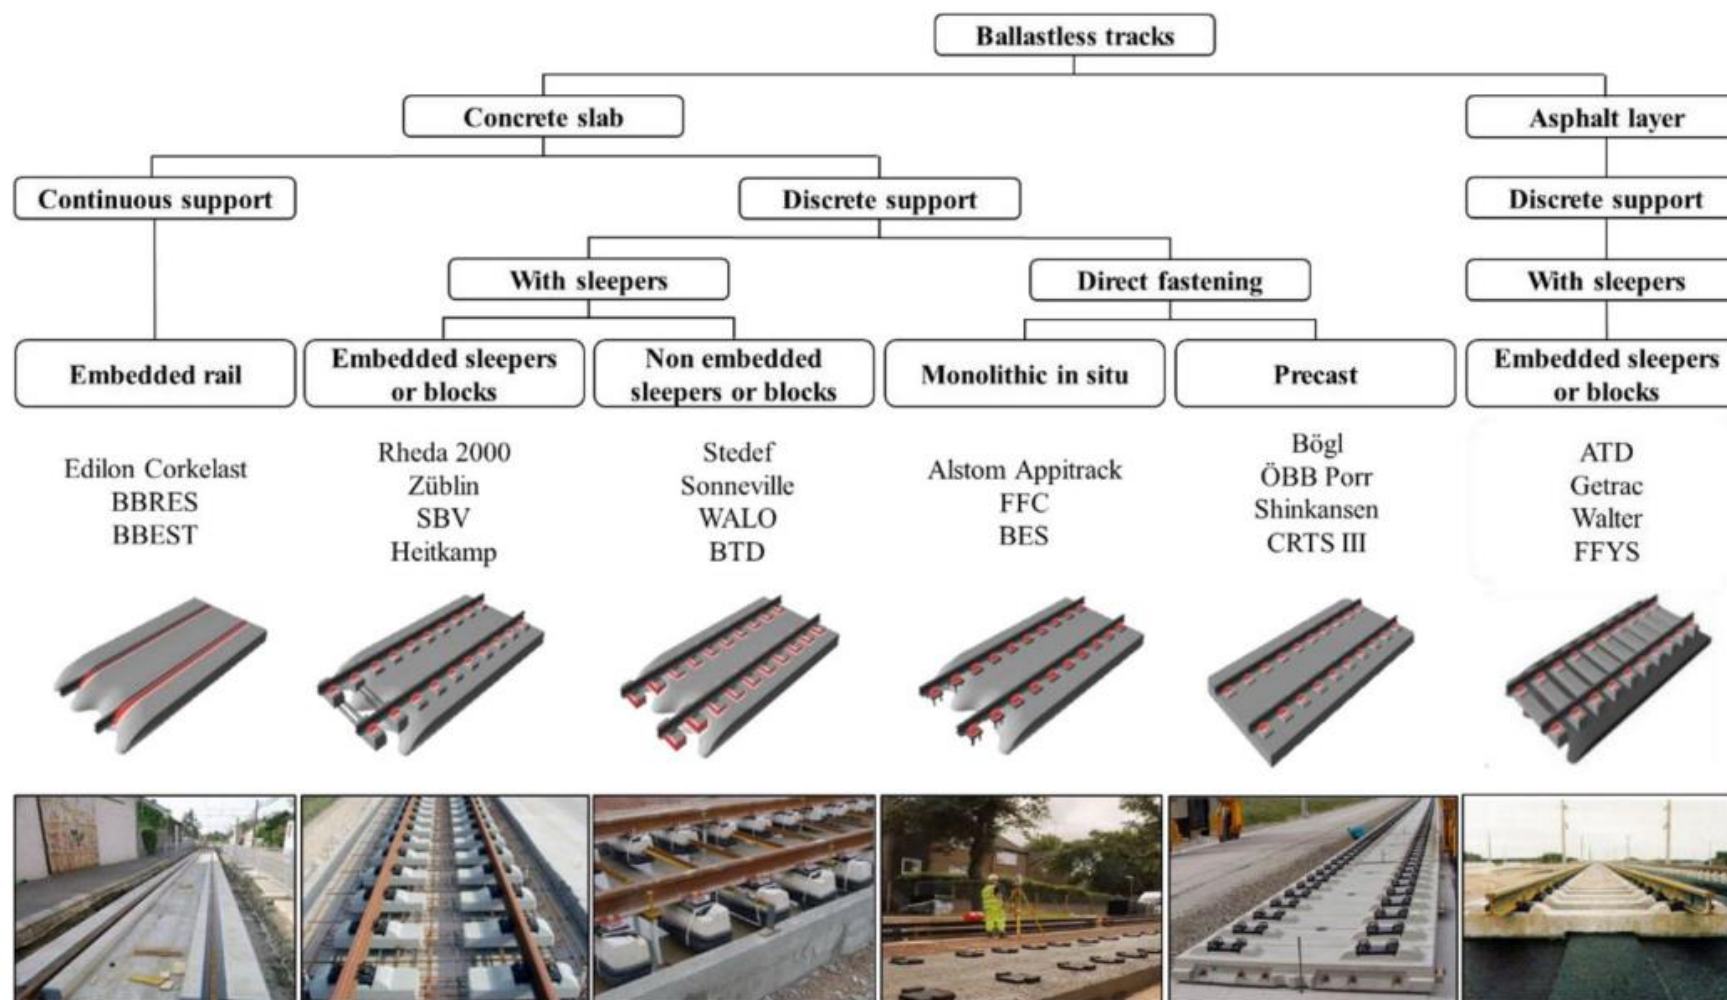 Ballastless tracks
Concrete slab
Asphalt layer
Continuous support
Discrete support
Discrete support
With sleepers
Direct fastening
With sleepers
Embedded rail
Embedded sleepers
or blocks
Non embedded
sleepers or blocks
Monolithic in situ
Precast
Embedded sleepers
or blocks
Edilon Corkelast
BBRES
BBEST
Rheda 2000
Züblin
SBV
Heitkamp
Stedef
Sonneville
WALO
BTD
Alstom Appitrack
FFC
BES
Bögl
ÖBB Porr
Shinkansen
CRTS III
ATD
Getrac
Walter
FFYS